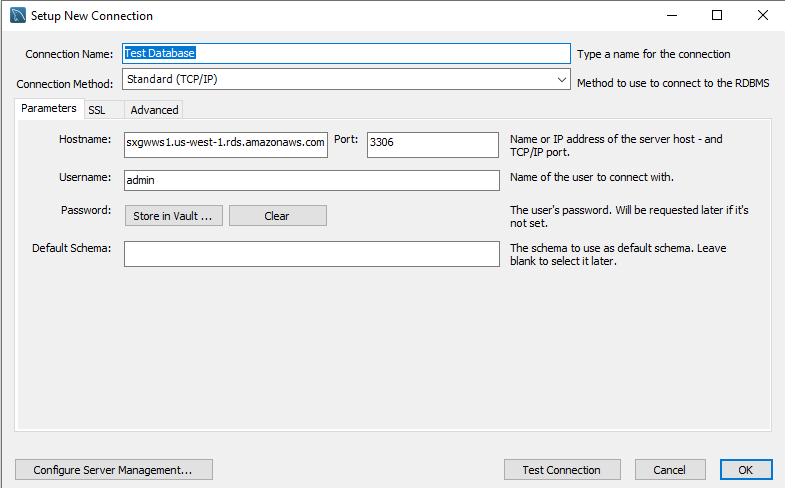 Setup New Connection
Connection Name: Test Database Type a name for the connection
Connection Method: Standard (TCP/IP) Method to use to connect to the RDBMS
Parameters SSL Advanced
Hostname: sxgwws1.us-west-1.rds.amazonaws.com Port: 3306 Name or IP address of the server host - and
TCP/IP port.
Username: admin Name of the user to connect with.
Password: Store in Vault ... Clear The user's password. Will be requested later if it's
not set.
Default Schema: The schema to use as default schema. Leave
blank to select it later.
Configure Server Management... Test Connection Cancel OK